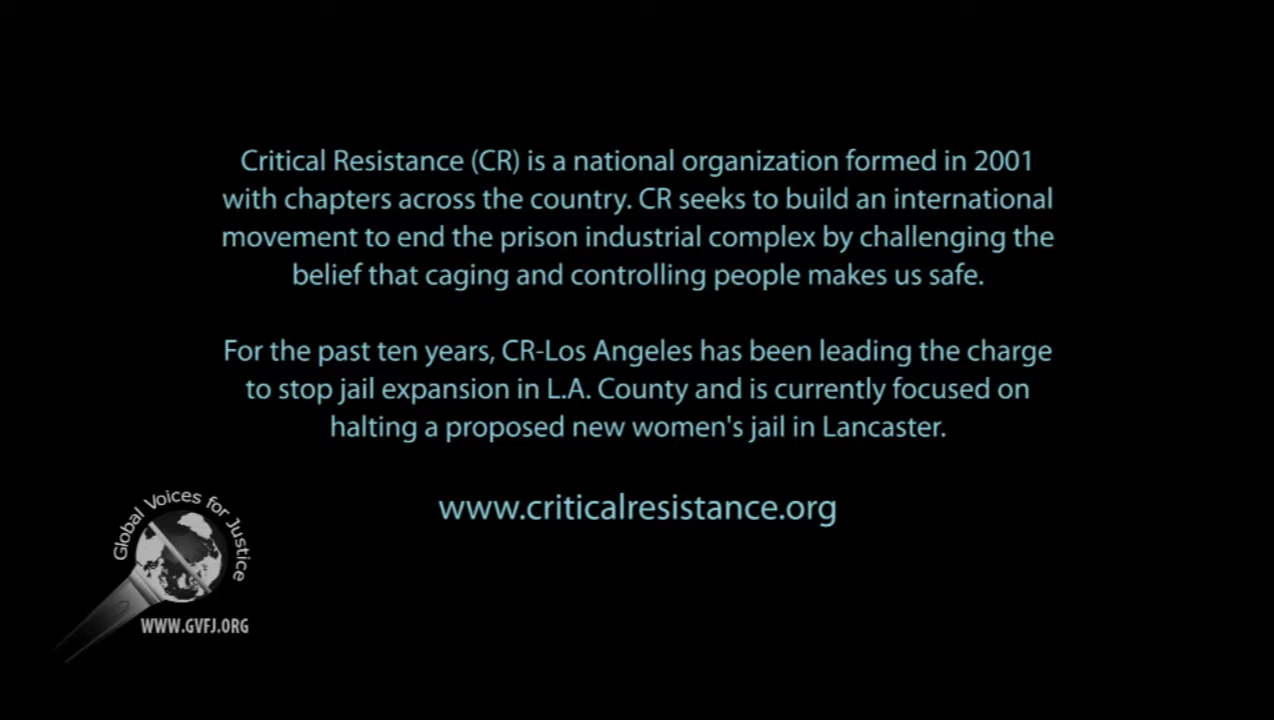 Critical Resistance (CR) is a national organization formed in 2001
with chapters across the country. CR seeks to build an international
movement to end the prison industrial complex by challenging the
belief that caging and controlling people makes us safe.
For the past ten years, CR-Los Angeles has been leading the charge
to stop jail expansion in L.A. County and is currently focused on
halting a proposed new women's jail in Lancaster.
www.criticalresistance.org
Global Voices for Justice
WWW.GVFJ.ORG